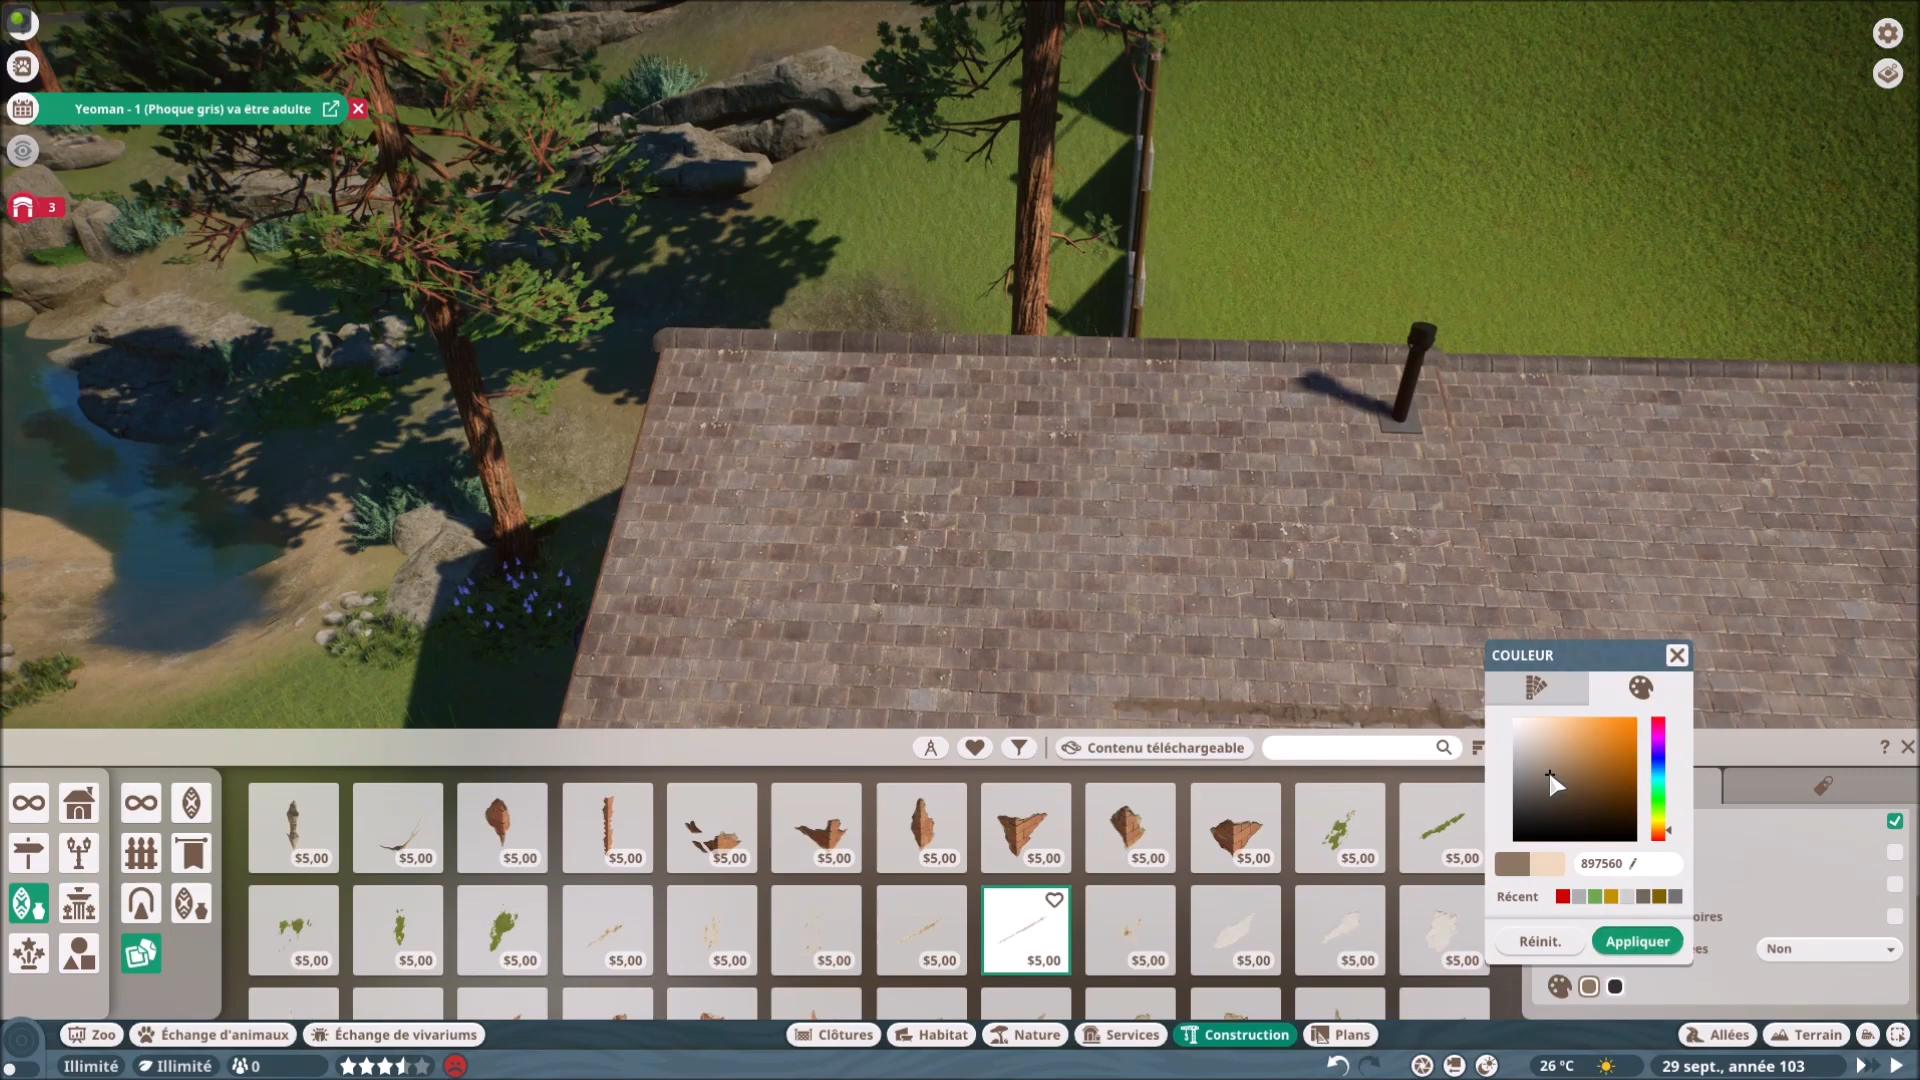 Yeoman - 1 (Phoque gris) va être adulte
3
COULEUR
Contenu téléchargeable
?
$5,00 $5,00 $5,00 $5,00 $5,00 $5,00 $5,00 $5,00 $5,00 $5,00 $5,00 $5,00
897560
Récent
oires
$5,00 $5,00 $5,00 $5,00 $5,00 $5,00 $5,00 $5,00 $5,00 $5,00 $5,00 $5,00
Réinit. Appliquer
es Non
Zoo Échange d'animaux Échange de vivariums Clôtures Habitat Nature Services Construction Plans Allées Terrain
Illimité Illimité 0 26 °C 29 sept., année 103